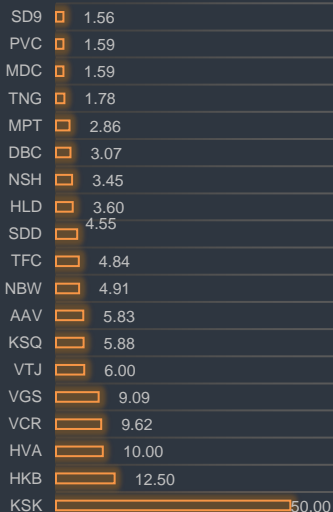 SD9 1.56
PVC 1.59
MDC 1.59
TNG 1.78
MPT 2.86
DBC 3.07
NSH 3.45
HLD 3.60
SDD 4.55
TFC 4.84
NBW 4.91
AAV 5.83
KSQ 5.88
VTJ 6.00
VGS 9.09
VCR 9.62
HVA 10.00
HKB 12.50
KSK 50.00